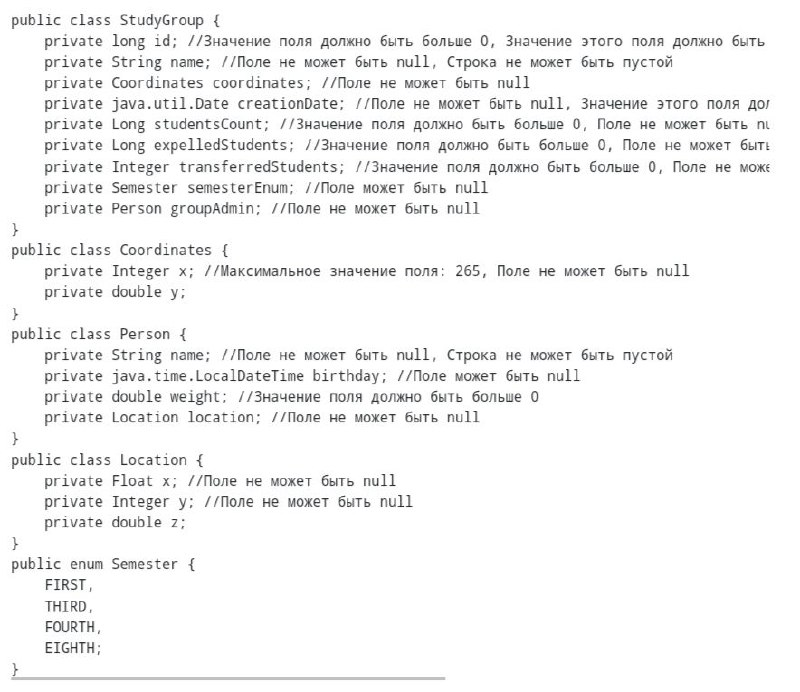 public class StudyGroup {
    private long id; //Значение поля должно быть больше 0, Значение этого поля должно быть
    private String name; //Поле не может быть null, Строка не может быть пустой
    private Coordinates coordinates; //Поле не может быть null
    private java.util.Date creationDate; //Поле не может быть null, Значение этого поля
    private Long studentsCount; //Значение поля должно быть больше 0, Поле не может быть
    private Long expelledStudents; //Значение поля должно быть больше 0, Поле не может быть
    private Integer transferredStudents; //Значение поля должно быть больше 0, Поле не
    private Semester semesterEnum; //Поле может быть null
    private Person groupAdmin; //Поле не может быть null
}
public class Coordinates {
    private Integer x; //Максимальное значение поля: 265, Поле не может быть null
    private double y;
}
public class Person {
    private String name; //Поле не может быть null, Строка не может быть пустой
    private java.time.LocalDateTime birthday; //Поле может быть null
    private double weight; //Значение поля должно быть больше 0
    private Location location; //Поле не может быть null
}
public class Location {
    private Float x; //Поле не может быть null
    private Integer y; //Поле не может быть null
    private double z;
}
public enum Semester {
    FIRST,
    THIRD,
    FOURTH,
    EIGHTH;
}